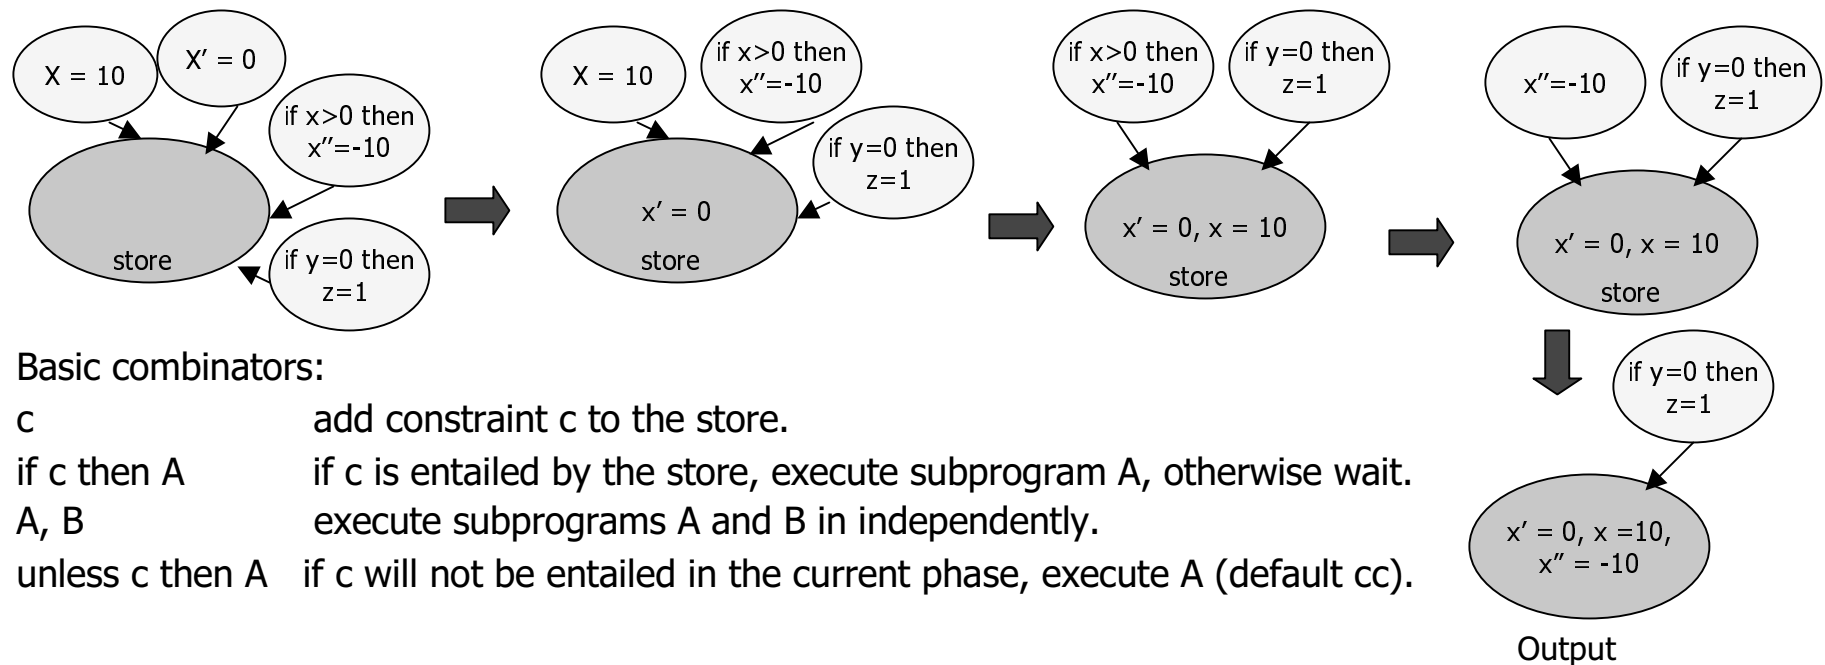 X = 10
X′ = 0
if x>0 then
x′′=-10
if y=0 then
z=1
store
X = 10
if x>0 then
x′′=-10
if y=0 then
z=1
x′ = 0
store
if x>0 then
x′′=-10
if y=0 then
z=1
x′ = 0, x = 10
store
x′′=-10
if y=0 then
z=1
x′ = 0, x = 10
store
if y=0 then
z=1
x′ = 0, x =10,
x′′ = -10
Output
Basic combinators:
c add constraint c to the store.
if c then A if c is entailed by the store, execute subprogram A, otherwise wait.
A, B execute subprograms A and B in independently.
unless c then A if c will not be entailed in the current phase, execute A (default cc).